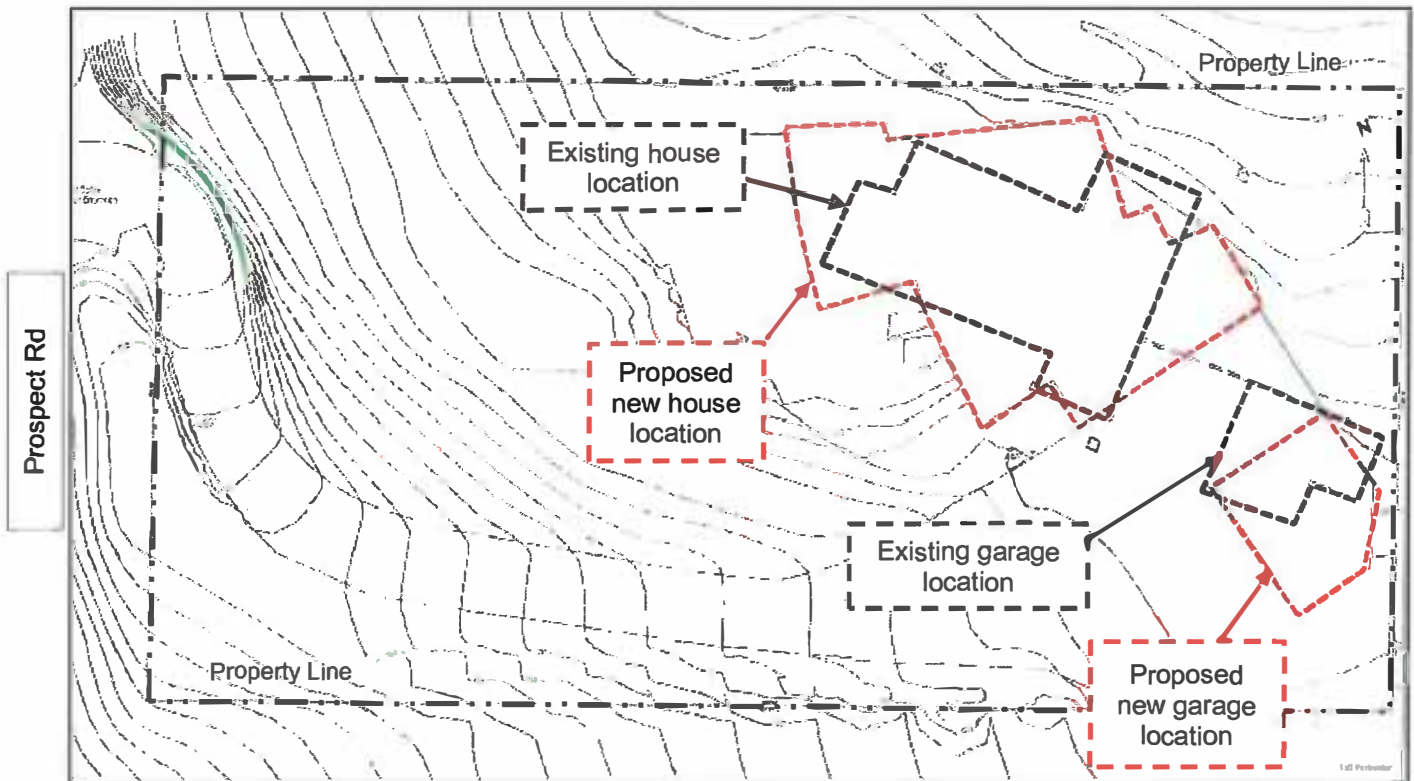 Property Line
N
Existing house
location
Prospect Rd
Proposed
new house
location
Existing garage
location
Property Line
Proposed
new garage
location